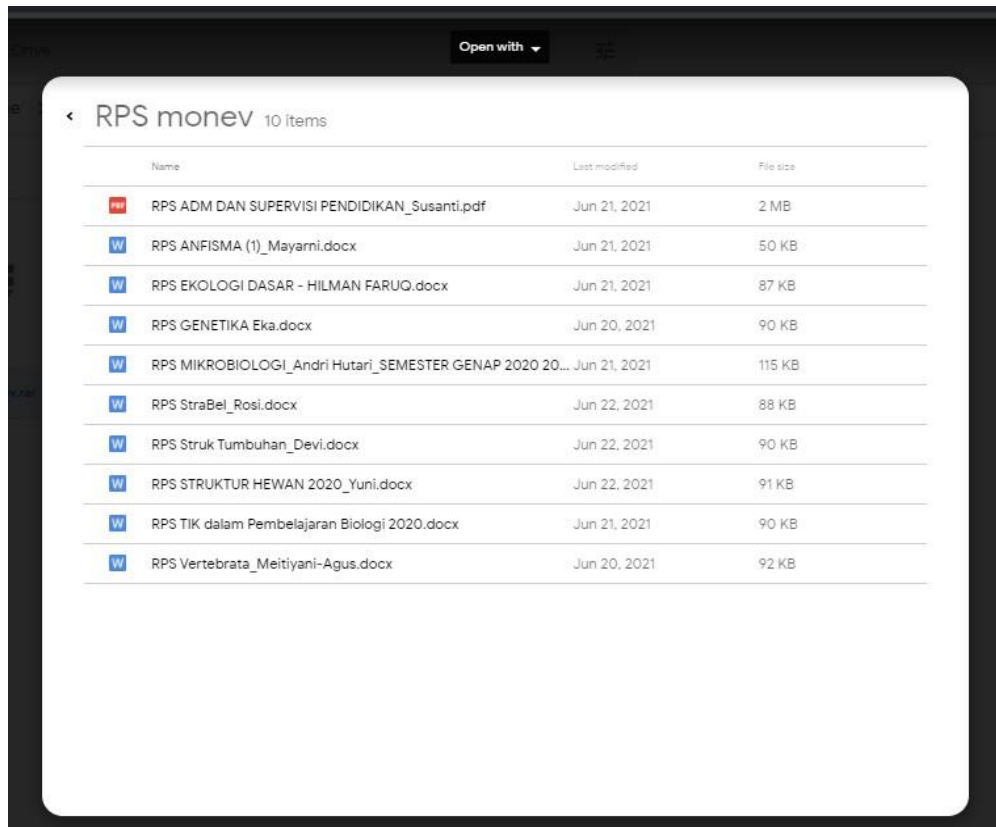 Drive
Open with
RPS monev 10 items
Name Last modified File size
PDF RPS ADM DAN SUPERVISI PENDIDIKAN_Susanti.pdf Jun 21, 2021 2 MB
W RPS ANFISMA (1)_Mayarni.docx Jun 21, 2021 50 KB
W RPS EKOLOGI DASAR - HILMAN FARUQ.docx Jun 21, 2021 87 KB
W RPS GENETIKA Eka.docx Jun 20, 2021 90 KB
W RPS MIKROBIOLOGI_Andri Hutari_SEMESTER GENAP 2020 20... Jun 21, 2021 115 KB
W RPS StraBel_Rosi.docx Jun 22, 2021 88 KB
W RPS Struk Tumbuhan_Devi.docx Jun 22, 2021 90 KB
W RPS STRUKTUR HEWAN 2020_Yuni.docx Jun 22, 2021 91 KB
W RPS TIK dalam Pembelajaran Biologi 2020.docx Jun 21, 2021 90 KB
W RPS Vertebrata_Meitiyani-Agus.docx Jun 20, 2021 92 KB